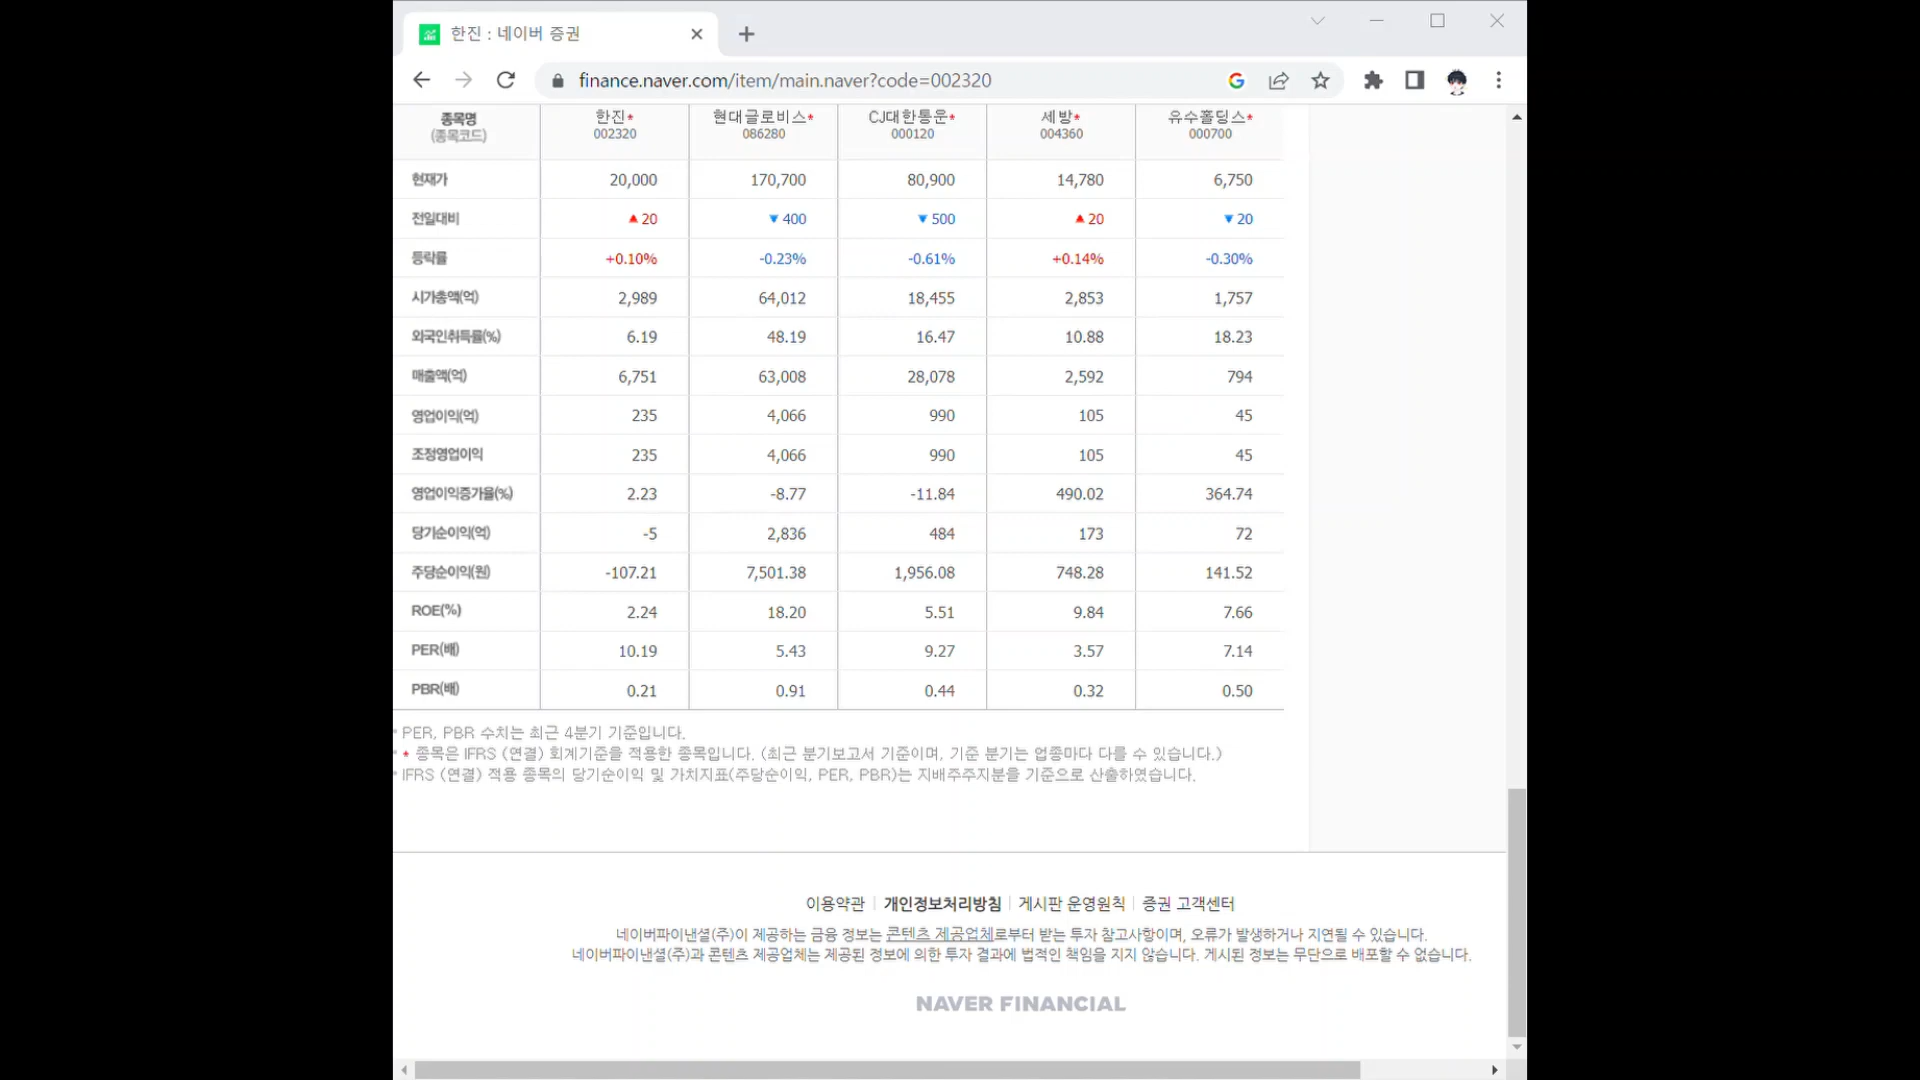 한진 : 네이버 증권
finance.naver.com/item/main.naver?code=002320
종목명 한진* 현대글로비스* CJ대한통운* 세방* 유수홀딩스*
(종목코드) 002320 086280 000120 004360 000700
현재가 20,000 170,700 80,900 14,780 6,750
전일대비 ▲20 ▼400 ▼500 ▲20 ▼20
등락률 +0.10% -0.23% -0.61% +0.14% -0.30%
시가총액(억) 2,989 64,012 18,455 2,853 1,757
외국인취득률(%) 6.19 48.19 16.47 10.88 18.23
매출액(억) 6,751 63,008 28,078 2,592 794
영업이익(억) 235 4,066 990 105 45
조정영업이익 235 4,066 990 105 45
영업이익증가율(%) 2.23 -8.77 -11.84 490.02 364.74
당기순이익(억) -5 2,836 484 173 72
주당순이익(원) -107.21 7,501.38 1,956.08 748.28 141.52
ROE(%) 2.24 18.20 5.51 9.84 7.66
PER(배) 10.19 5.43 9.27 3.57 7.14
PBR(배) 0.21 0.91 0.44 0.32 0.50
* PER, PBR 수치는 최근 4분기 기준입니다.
* * 종목은 IFRS (연결) 회계기준을 적용한 종목입니다. (최근 분기보고서 기준이며, 기준 분기는 업종마다 다를 수 있습니다.)
* IFRS (연결) 적용 종목의 당기순이익 및 가치지표(주당순이익, PER, PBR)는 지배주주지분을 기준으로 산출하였습니다.
이용약관 | 개인정보처리방침 | 게시판 운영원칙 | 증권 고객센터
네이버파이낸셜(주)이 제공하는 금융 정보는 콘텐츠 제공업체로부터 받는 투자 참고사항이며, 오류가 발생하거나 지연될 수 있습니다.
네이버파이낸셜(주)과 콘텐츠 제공업체는 제공된 정보에 의한 투자 결과에 법적인 책임을 지지 않습니다. 게시된 정보는 무단으로 배포할 수 없습니다.
NAVER FINANCIAL